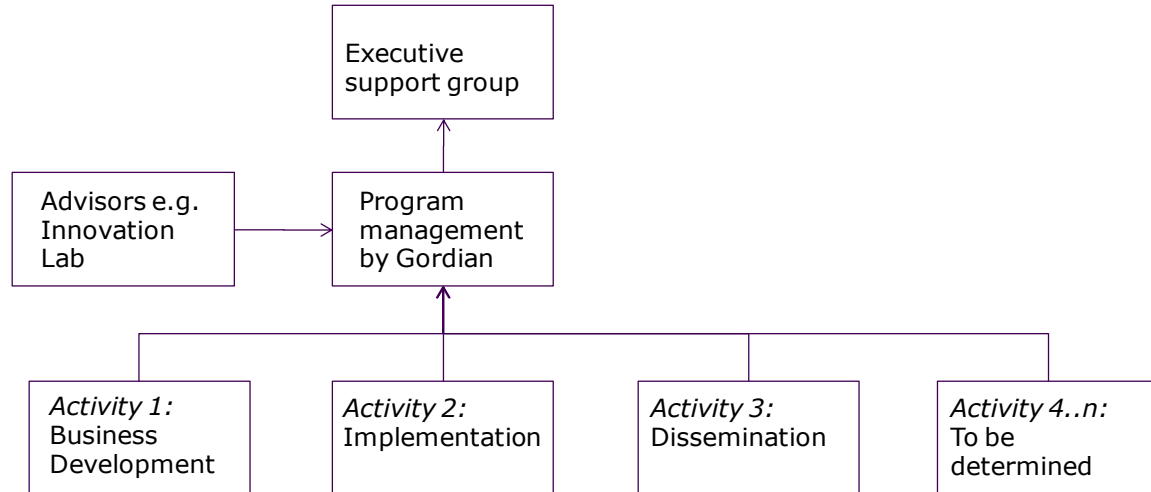 Executive
support group
Advisors e.g.
Innovation
Lab
Program
management
by Gordian
Activity 1:
Business
Development
Activity 2:
Implementation
Activity 3:
Dissemination
Activity 4..n:
To be
determined